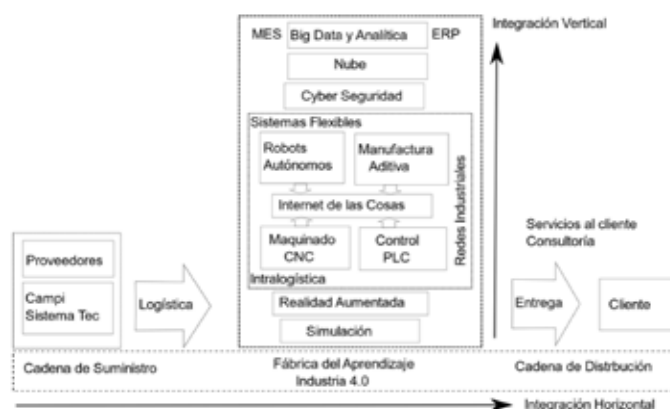 MES
Big Data y Analítica
ERP
Integración Vertical
Nube
Cyber Seguridad
Sistemas Flexibles
Robots
Autónomos
Manufactura
Aditiva
Internet de las Cosas
Maquinado
CNC
Control
PLC
Redes Industriales
Intralogística
Realidad Aumentada
Simulación
Proveedores
Campi
Sistema Tec
Logística
Servicios al cliente
Consultoría
Entrega
Cliente
Cadena de Suministro
Fábrica del Aprendizaje
Industria 4.0
Cadena de Distrbución
Integración Horizontal